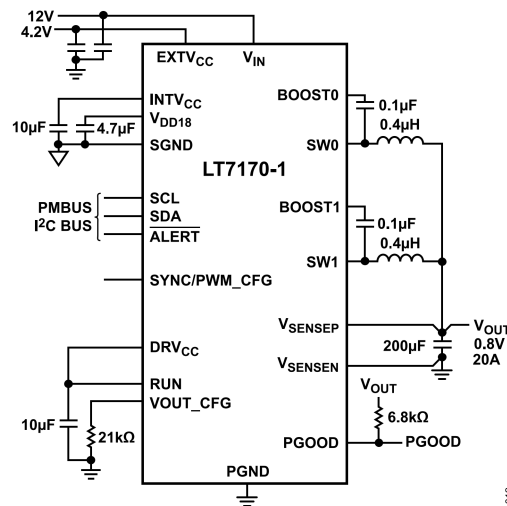 12V
4.2V
EXTVCC
VIN
INTVCC
VDD18
10µF
4.7µF
SGND
LT7170-1
BOOST0
0.1µF
0.4µH
SW0
PMBUS
I2C BUS
SCL
SDA
ALERT
BOOST1
0.1µF
0.4µH
SW1
SYNC/PWM_CFG
VSENSEP
VOUT
0.8V
20A
200µF
VSENSEN
DRVCC
RUN
VOUT_CFG
10µF
21kΩ
VOUT
6.8kΩ
PGOOD
PGOOD
PGND